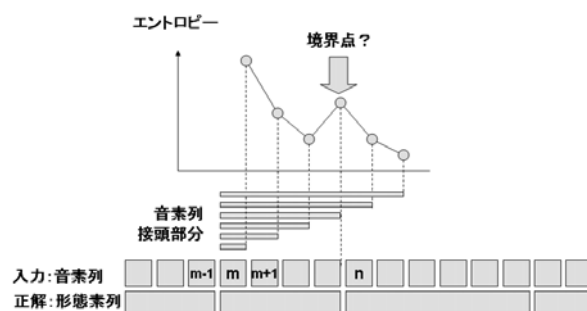 エントロピー
境界点？
音素列
接頭部分
入力:音素列
m-1 m m+1 n
正解:形態素列